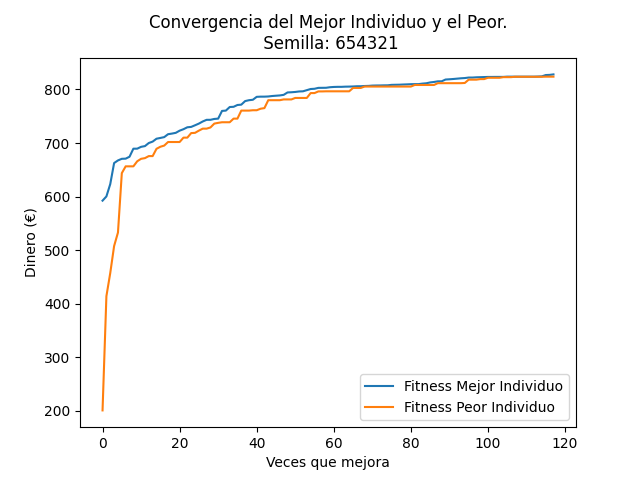 Convergencia del Mejor Individuo y el Peor.
Semilla: 654321
Dinero (€)
800
700
600
500
400
300
200
0
20
40
60
80
100
120
Veces que mejora
Fitness Mejor Individuo
Fitness Peor Individuo